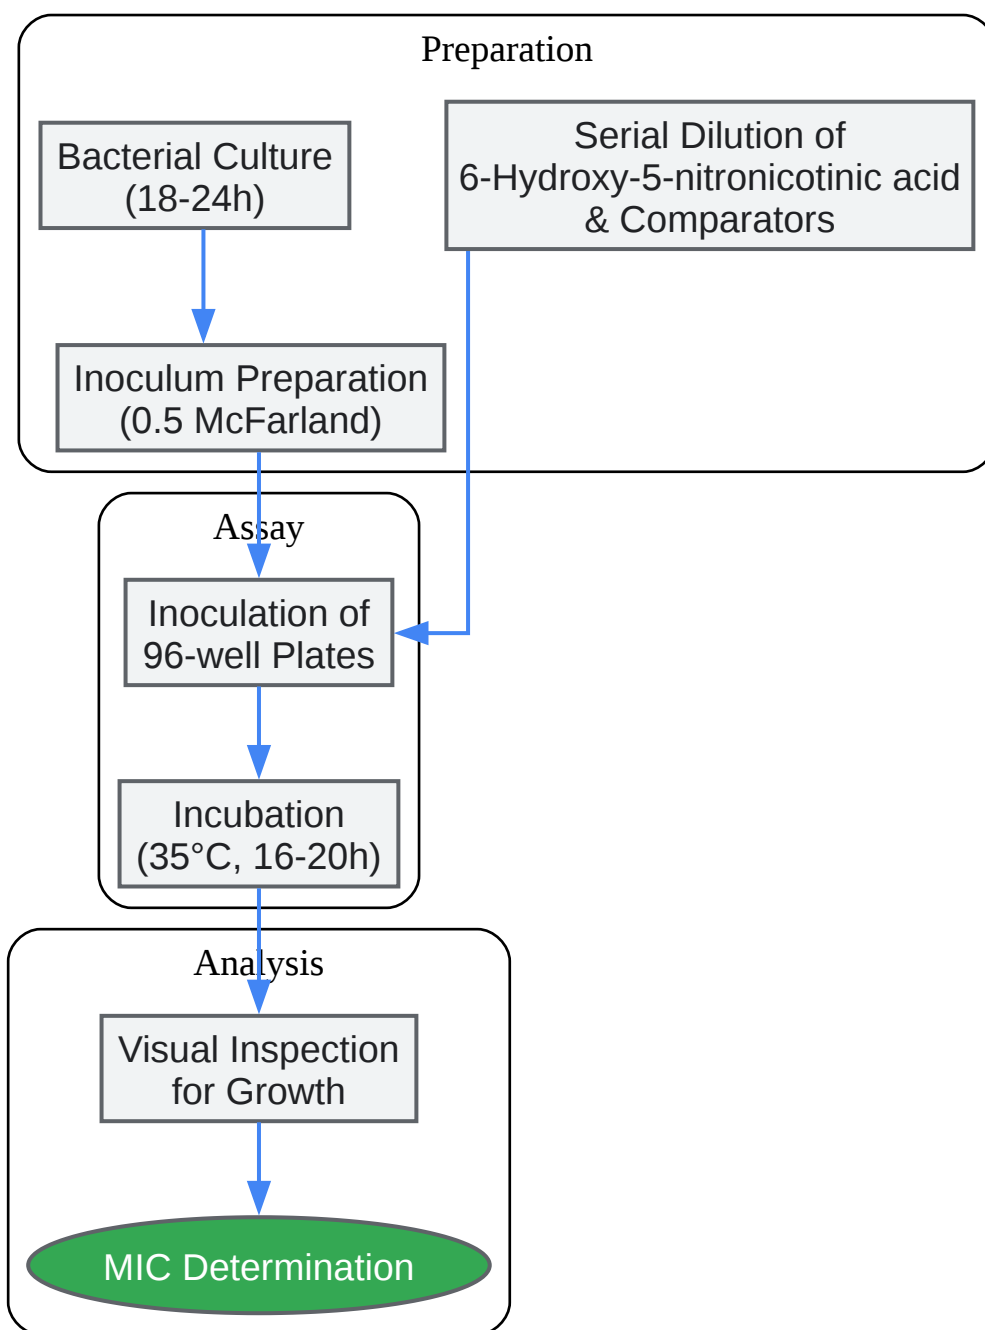 Preparation
Bacterial Culture
(18-24h)
Serial Dilution of
6-Hydroxy-5-nitronicotinic acid
& Comparators
Inoculum Preparation
(0.5 McFarland)
Assay
Inoculation of
96-well Plates
Incubation
(35°C, 16-20h)
Analysis
Visual Inspection
for Growth
MIC Determination